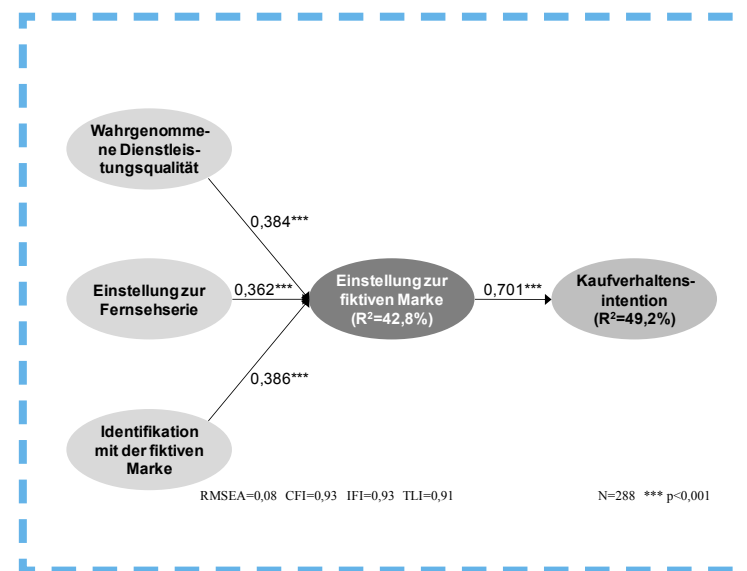 Wahrgenomme-
ne Dienstleis-
tungsqualität
0,384***
Einstellung zur
Fernsehserie
0,362***
Einstellung zur
fiktiven Marke
(R²=42,8%)
0,701***
Kaufverhaltens-
intention
(R²=49,2%)
0,386***
Identifikation
mit der fiktiven
Marke
RMSEA=0,08 CFI=0,93 IFI=0,93 TLI=0,91
N=288 *** p<0,001